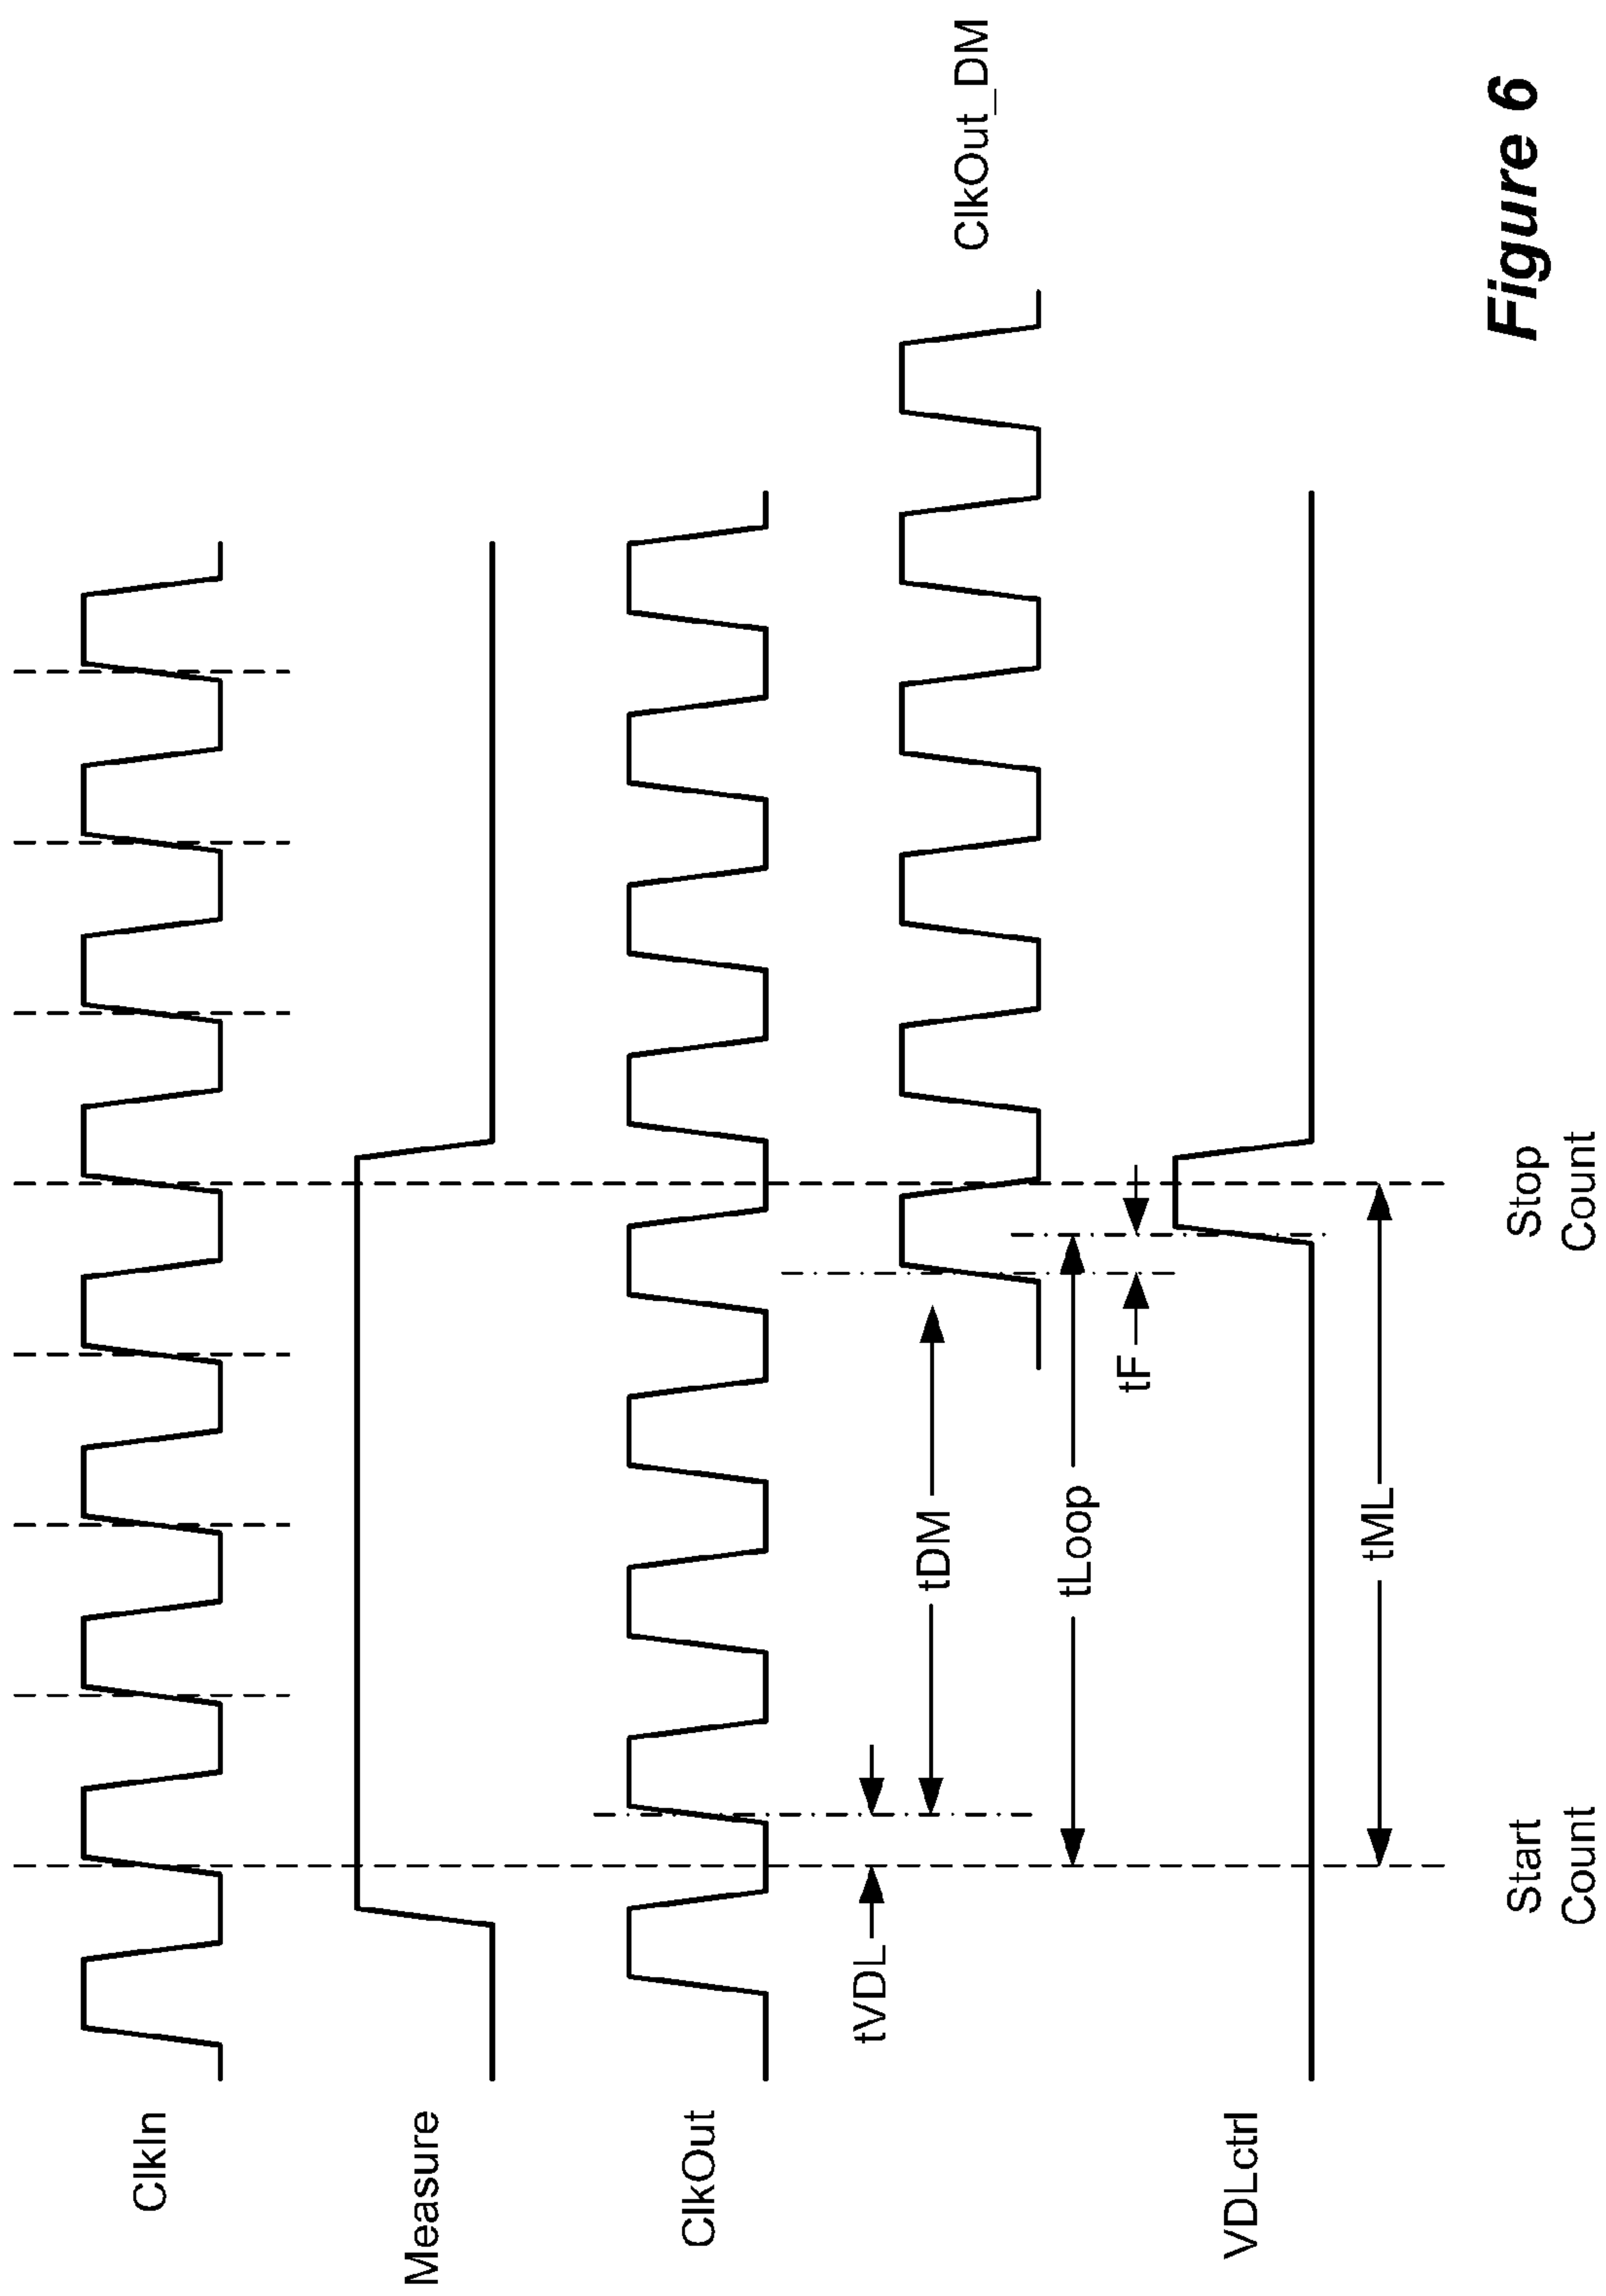 ClkIn
Measure
ClkOut
ClkOut_DM
tVDL
tDM
tLoop
tF
VDLctrl
tML
Start
Count
Stop
Count
Figure 6